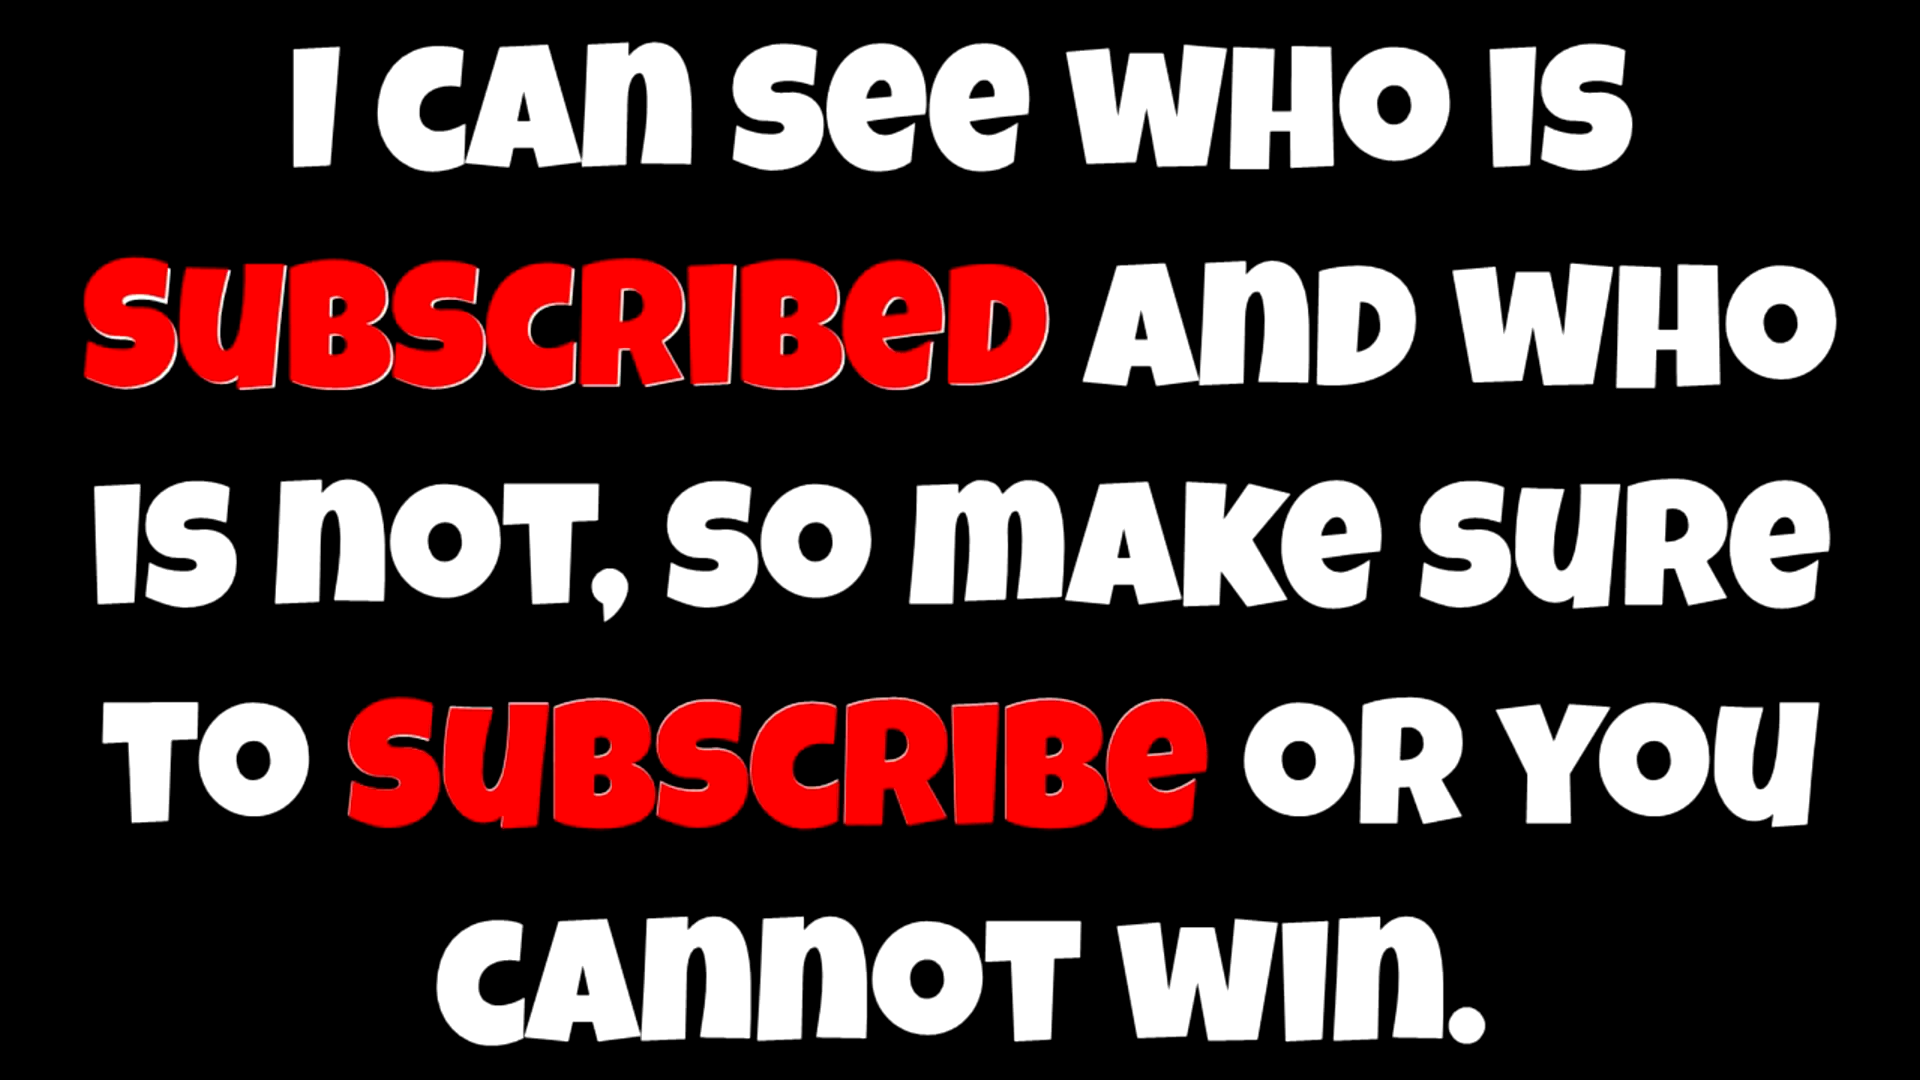 I CAN SEE WHO IS
SUBSCRIBED AND WHO
IS NOT, SO MAKE SURE
TO SUBSCRIBE OR YOU
CANNOT WIN.